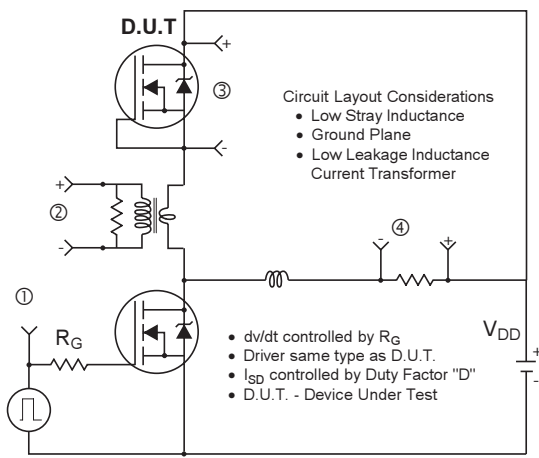 D.U.T
+
③
-
Circuit Layout Considerations
• Low Stray Inductance
• Ground Plane
• Low Leakage Inductance
Current Transformer
+
②
-
④
-
+
①
R_G
• dv/dt controlled by R_G
• Driver same type as D.U.T.
• I_SD controlled by Duty Factor "D"
• D.U.T. - Device Under Test
V_DD
+
-